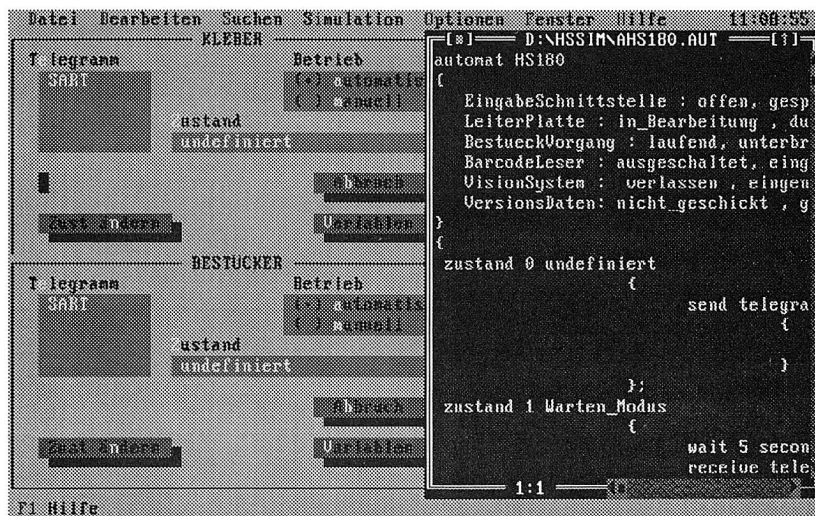 Datei Bearbeiten Suchen Simulation Optionen Fenster Hilfe 11:00:55
KLEBER
Telegramm
SART
Betrieb
(•) automatis
( ) manuell
Zustand
undefiniert
Abbruch
Zust ändern
Variablen
BESTUCKER
Telegramm
SART
Betrieb
(•) automatis
( ) manuell
Zustand
undefiniert
Abbruch
Zust ändern
Variablen
D:\HSSIM\AHS180.AUT
automat HS180
{
EingabeSchnittstelle : offen, gesp
LeiterPlatte : in_Bearbeitung , du
BestueckVorgang : laufend, unterbr
BarcodeLeser : ausgeschaltet, eing
VisionSystem : verlassen , eingen
VersionsDaten: nicht_geschickt , g
}
{
zustand 0 undefiniert
{
send telegra
{
}
};
zustand 1 Warten_Modus
{
wait 5 secon
receive tele
1:1
F1 Hilfe